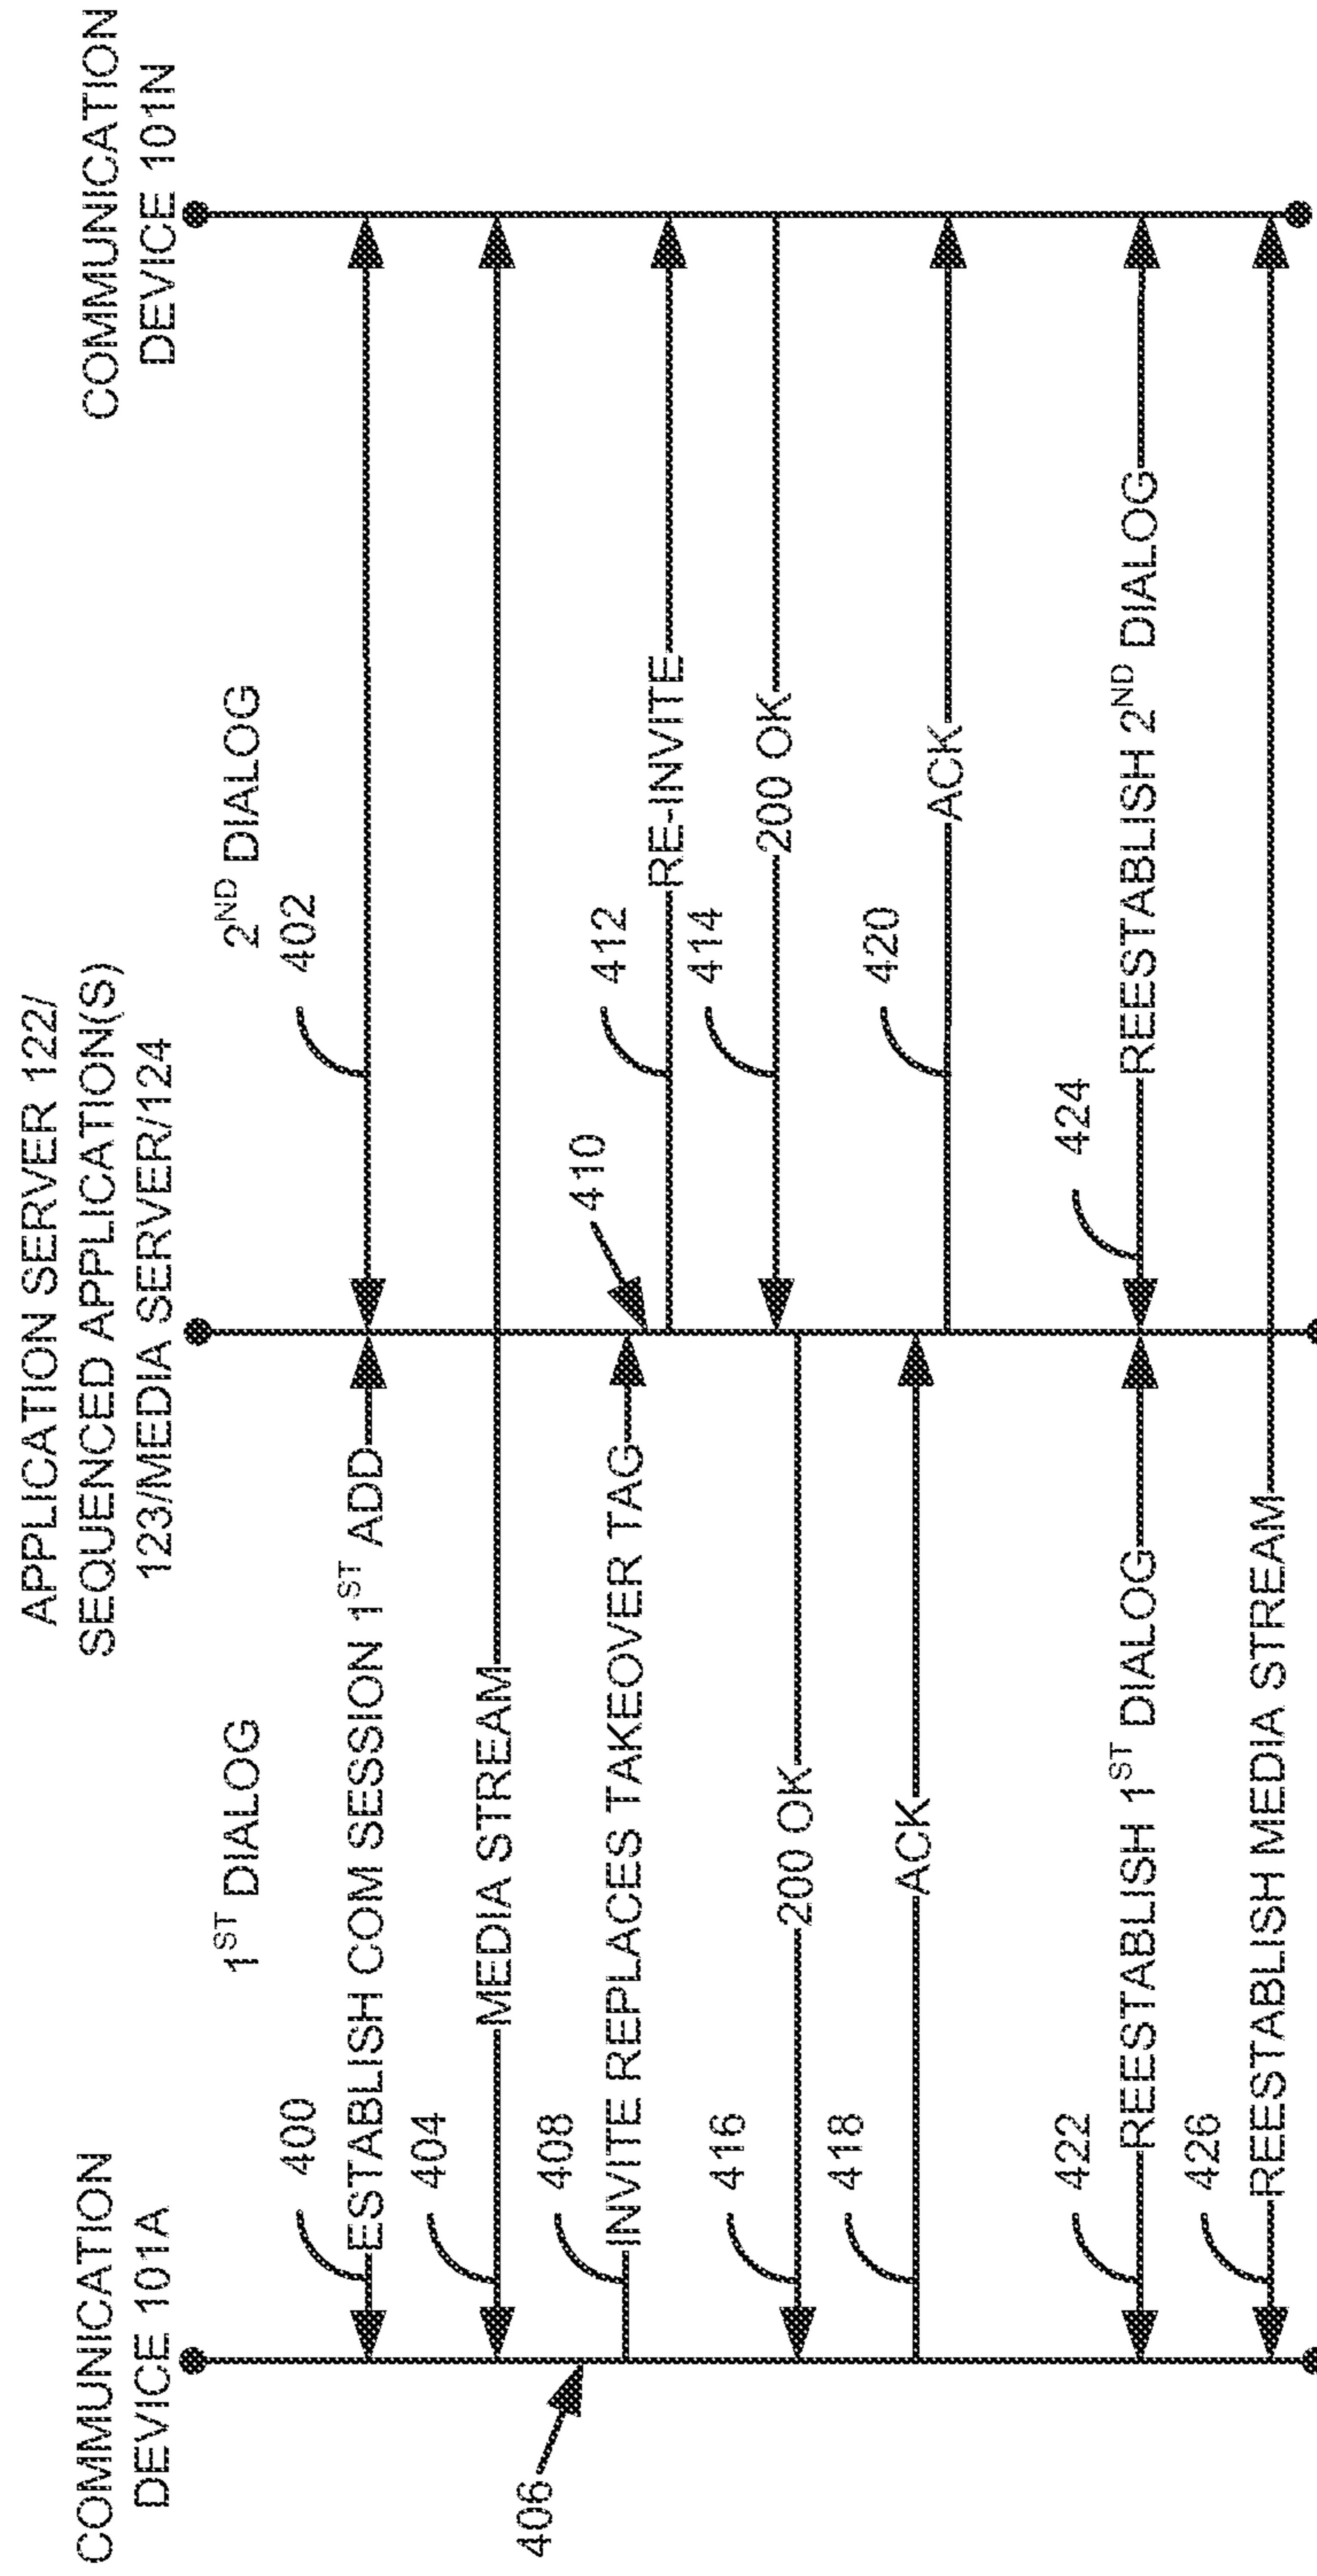 COMMUNICATION
DEVICE 101A
APPLICATION SERVER 122/
SEQUENCED APPLICATION(S)
123/MEDIA SERVER/124
COMMUNICATION
DEVICE 101N
1ST DIALOG
2ND DIALOG
400
402
ESTABLISH COM SESSION 1ST ADD
404
MEDIA STREAM
406
408
INVITE REPLACES TAKEOVER TAG
410
412
RE-INVITE
414
200 OK
416
200 OK
418
ACK
420
ACK
422
REESTABLISH 1ST DIALOG
424
REESTABLISH 2ND DIALOG
426
REESTABLISH MEDIA STREAM